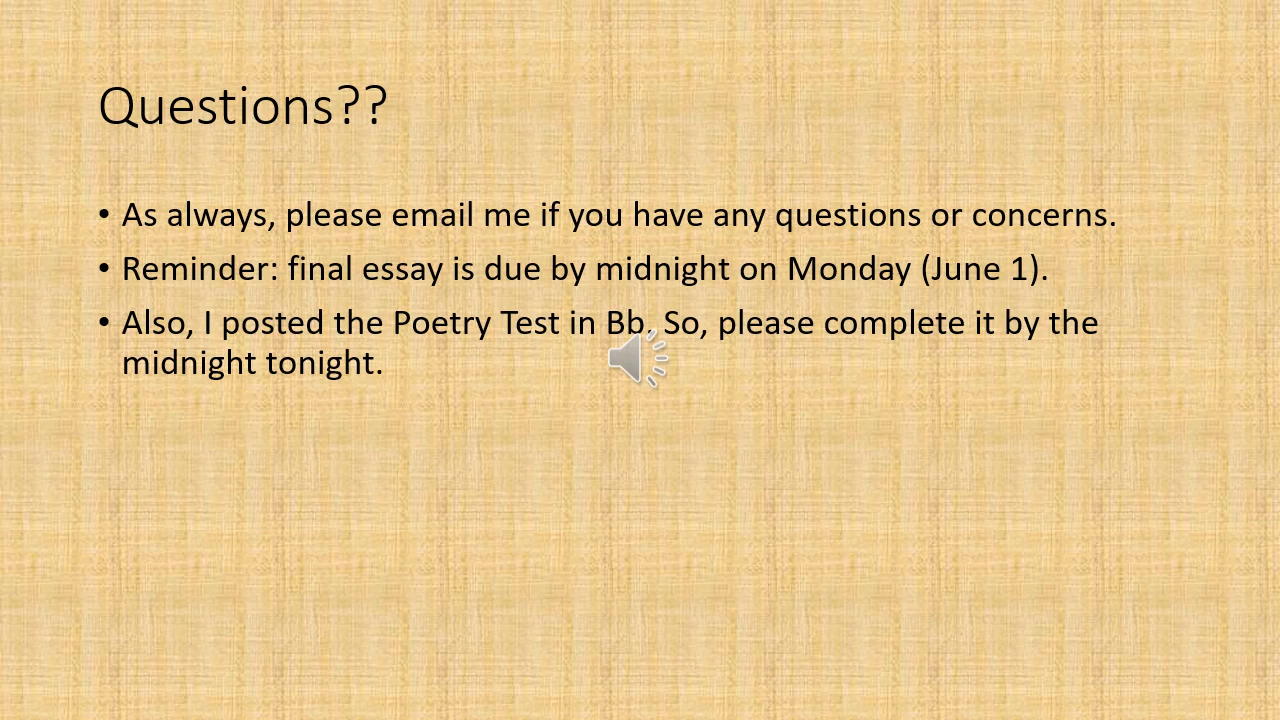 Questions??
• As always, please email me if you have any questions or concerns.
• Reminder: final essay is due by midnight on Monday (June 1).
• Also, I posted the Poetry Test in Bb. So, please complete it by the
midnight tonight.